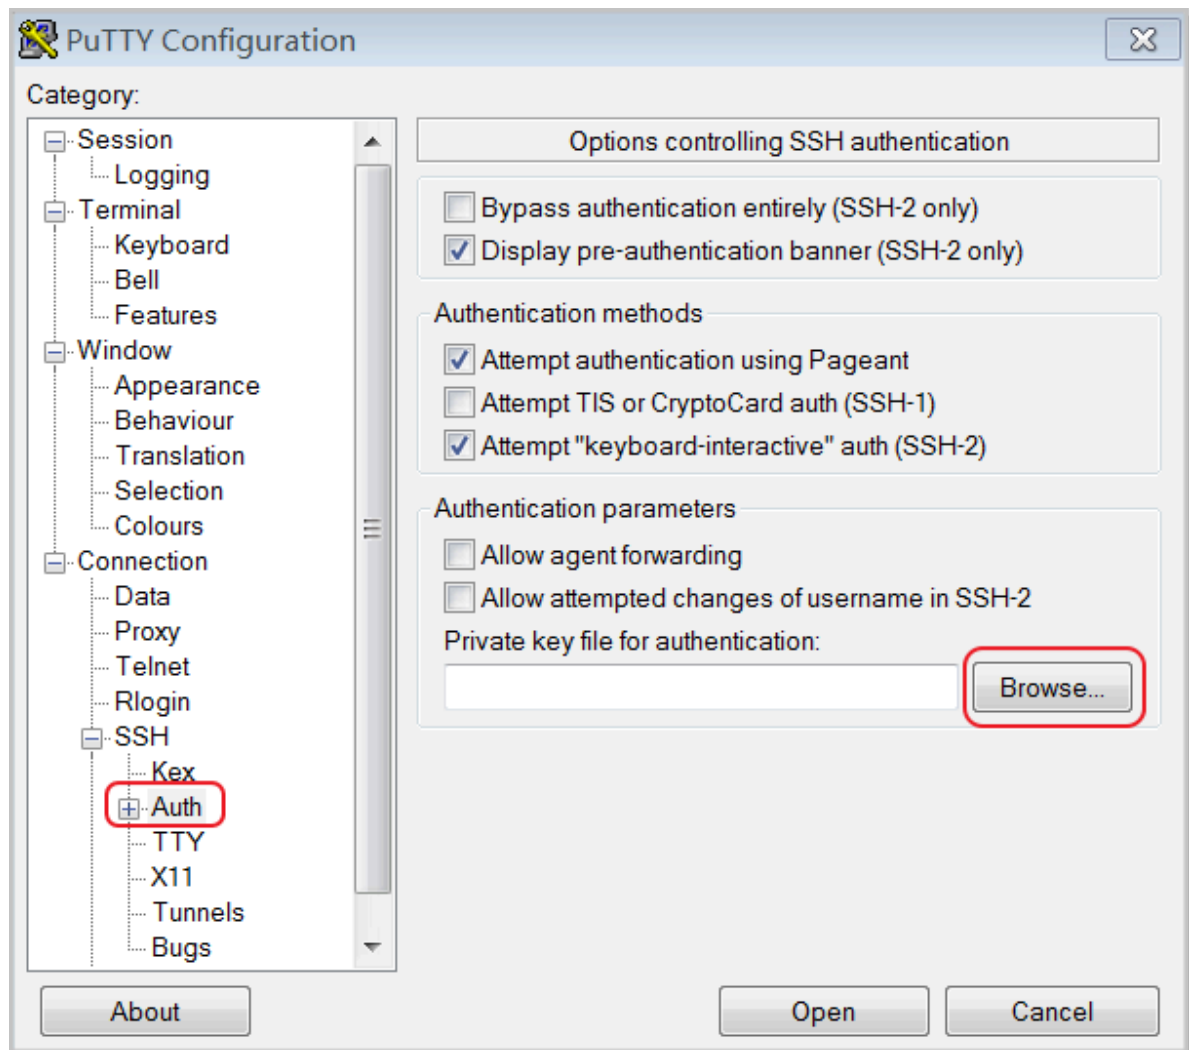 PuTTY Configuration
Category:
Session
Logging
Terminal
Keyboard
Bell
Features
Window
Appearance
Behaviour
Translation
Selection
Colours
Connection
Data
Proxy
Telnet
Rlogin
SSH
Kex
Auth
TTY
X11
Tunnels
Bugs
Options controlling SSH authentication
Bypass authentication entirely (SSH-2 only)
Display pre-authentication banner (SSH-2 only)
Authentication methods
Attempt authentication using Pageant
Attempt TIS or CryptoCard auth (SSH-1)
Attempt "keyboard-interactive" auth (SSH-2)
Authentication parameters
Allow agent forwarding
Allow attempted changes of username in SSH-2
Private key file for authentication:
Browse...
About
Open
Cancel